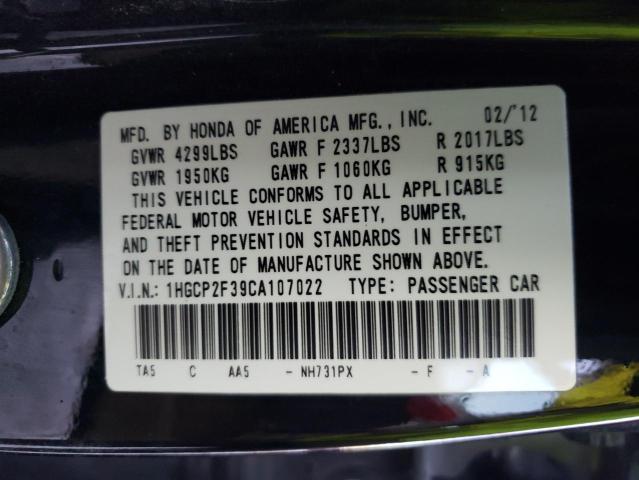 MFD. BY HONDA OF AMERICA MFG., INC. 02/'12
GVWR 4299LBS GAWR F 2337LBS R 2017LBS
GVWR 1950KG GAWR F 1060KG R 915KG
THIS VEHICLE CONFORMS TO ALL APPLICABLE
FEDERAL MOTOR VEHICLE SAFETY, BUMPER,
AND THEFT PREVENTION STANDARDS IN EFFECT
ON THE DATE OF MANUFACTURE SHOWN ABOVE.
V.I.N.: 1HGCP2F39CA107022 TYPE: PASSENGER CAR
TA5 C AA5 - NH731PX - F - A